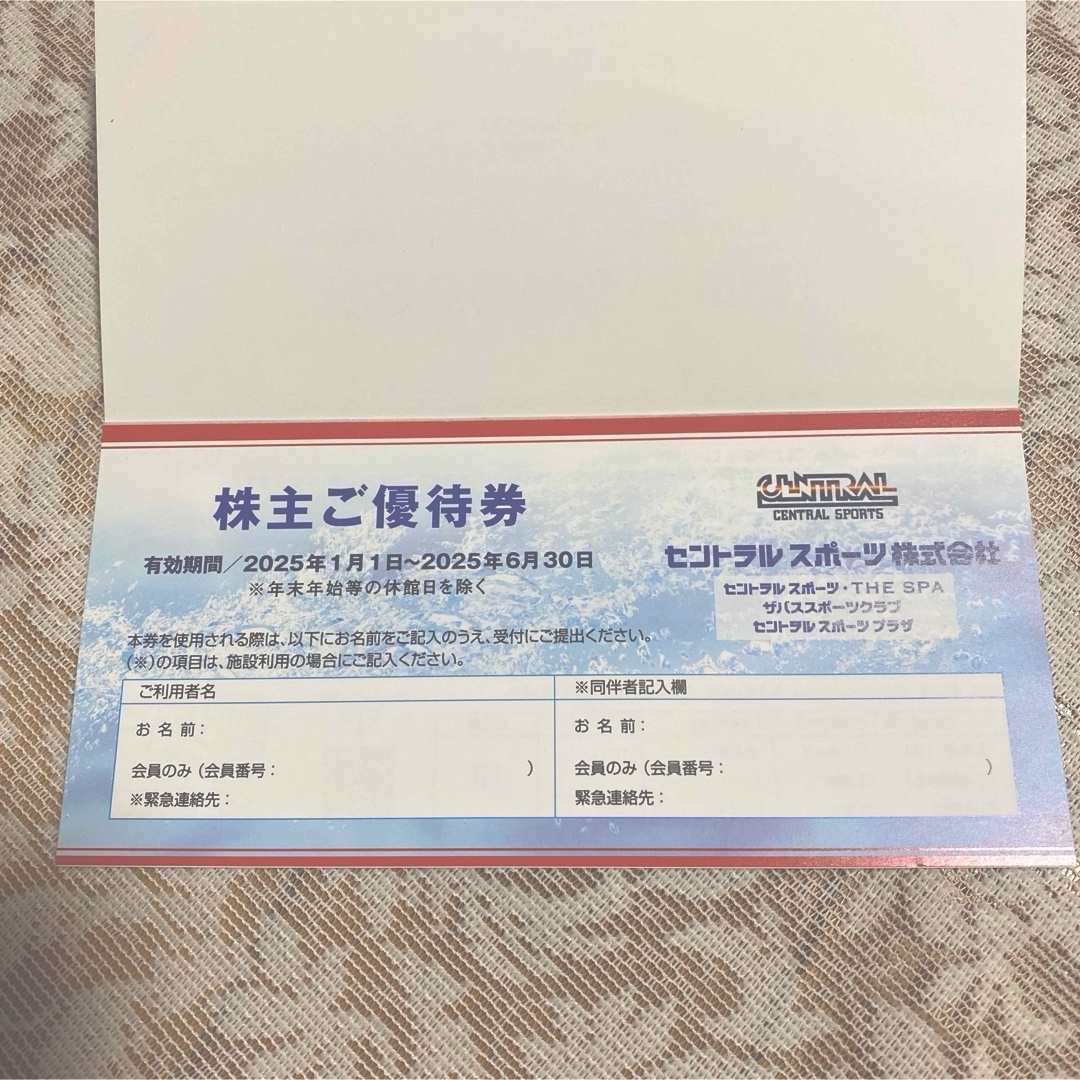 株主ご優待券
有効期間／2025年1月1日～2025年6月30日
※年末年始等の休館日を除く
CENTRAL
CENTRAL SPORTS
セントラルスポーツ株式会社
セントラルスポーツ・THE SPA
ザバススポーツクラブ
セントラルスポーツプラザ
本券を使用される際は、以下にお名前をご記入のうえ、受付にご提出ください。
（※）の項目は、施設利用の場合にご記入ください。
ご利用者名
お名前：
会員のみ（会員番号：　　　）
※緊急連絡先：
※同伴者記入欄
お名前：
会員のみ（会員番号：　　　）
緊急連絡先：